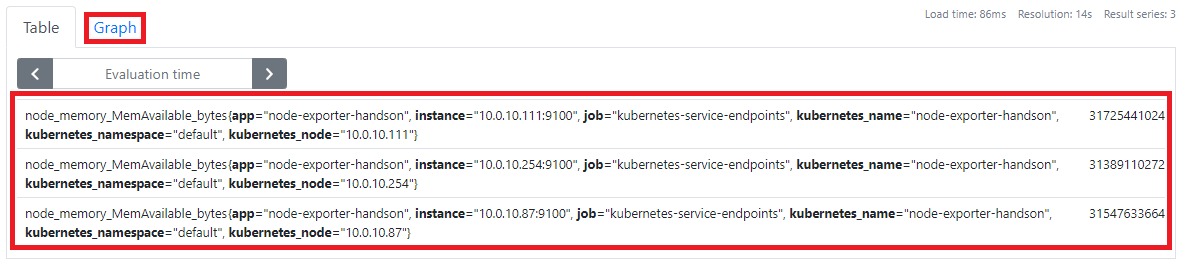 Load time: 86ms Resolution: 14s Result series: 3
Table Graph
Evaluation time
node_memory_MemAvailable_bytes{app="node-exporter-handson", instance="10.0.10.111:9100", job="kubernetes-service-endpoints", kubernetes_name="node-exporter-handson", 31725441024
kubernetes_namespace="default", kubernetes_node="10.0.10.111"}
node_memory_MemAvailable_bytes{app="node-exporter-handson", instance="10.0.10.254:9100", job="kubernetes-service-endpoints", kubernetes_name="node-exporter-handson", 31389110272
kubernetes_namespace="default", kubernetes_node="10.0.10.254"}
node_memory_MemAvailable_bytes{app="node-exporter-handson", instance="10.0.10.87:9100", job="kubernetes-service-endpoints", kubernetes_name="node-exporter-handson", 31547633664
kubernetes_namespace="default", kubernetes_node="10.0.10.87"}